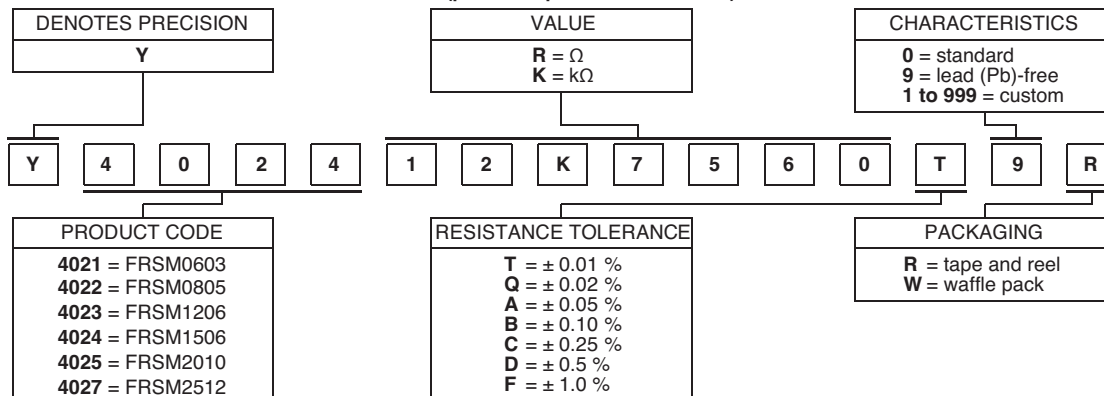 DENOTES PRECISION
Y
VALUE
R = Ω
K = kΩ
CHARACTERISTICS
0 = standard
9 = lead (Pb)-free
1 to 999 = custom
Y 4 0 2 4 1 2 K 7 5 6 0 T 9 R
PRODUCT CODE
4021 = FRSM0603
4022 = FRSM0805
4023 = FRSM1206
4024 = FRSM1506
4025 = FRSM2010
4027 = FRSM2512
RESISTANCE TOLERANCE
T = ± 0.01 %
Q = ± 0.02 %
A = ± 0.05 %
B = ± 0.10 %
C = ± 0.25 %
D = ± 0.5 %
F = ± 1.0 %
PACKAGING
R = tape and reel
W = waffle pack